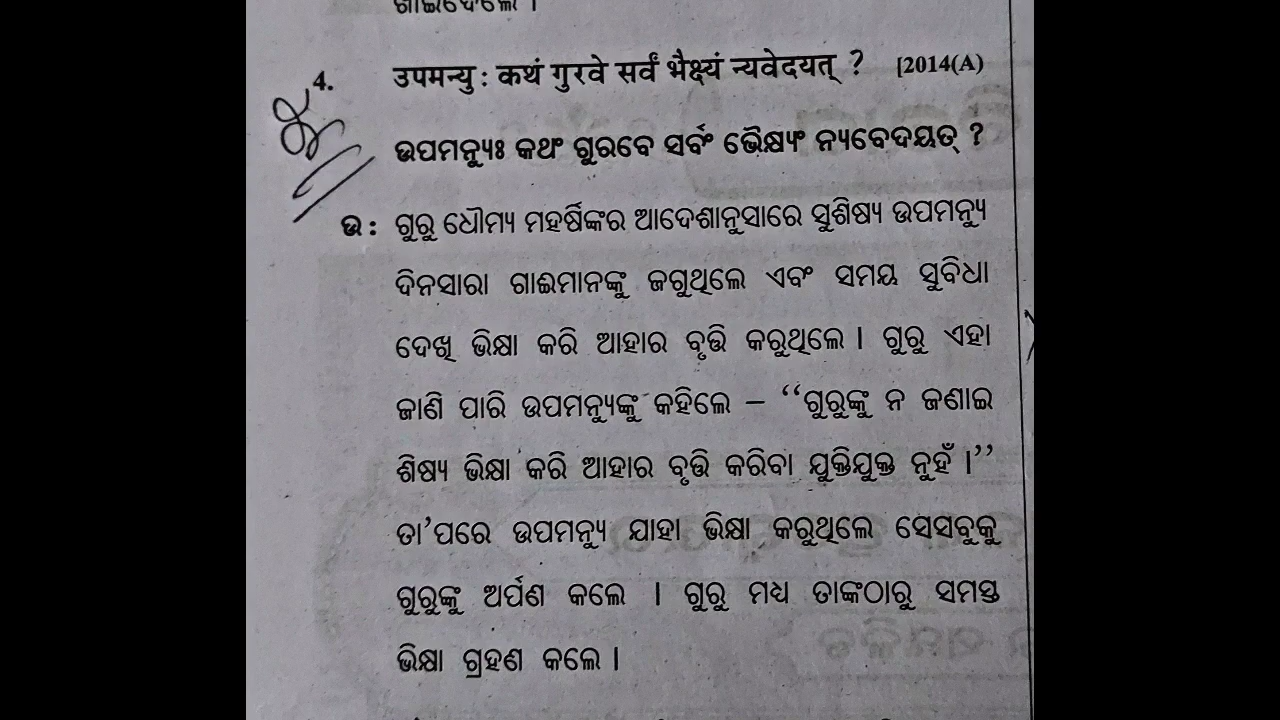 ଗାଇଦେଲେ ।
4. उपमन्युः कथं गुरवे सर्वं भैक्ष्यं न्यवेदयत् ? [2014(A)
ଉପମନ୍ୟୁଃ କଥଂ ଗୁରବେ ସର୍ବଂ ଭୈକ୍ଷ୍ୟଂ ନ୍ୟବେଦୟତ୍ ?
ଉ : ଗୁରୁ ଧୌମ୍ୟ ମହର୍ଷିଙ୍କର ଆଦେଶାନୁସାରେ ସୁଶିଷ୍ୟ ଉପମନ୍ୟୁ
ଦିନସାରା ଗାଈମାନଙ୍କୁ ଜଗୁଥିଲେ ଏବଂ ସମୟ ସୁବିଧା
ଦେଖି ଭିକ୍ଷା କରି ଆହାର ବୃତ୍ତି କରୁଥିଲେ । ଗୁରୁ ଏହା
ଜାଣି ପାରି ଉପମନ୍ୟୁଙ୍କୁ କହିଲେ – ‘‘ଗୁରୁଙ୍କୁ ନ ଜଣାଇ
ଶିଷ୍ୟ ଭିକ୍ଷା କରି ଆହାର ବୃତ୍ତି କରିବା ଯୁକ୍ତିଯୁକ୍ତ ନୁହଁ ।’’
ତା’ପରେ ଉପମନ୍ୟୁ ଯାହା ଭିକ୍ଷା କରୁଥିଲେ ସେସବୁକୁ
ଗୁରୁଙ୍କୁ ଅର୍ପଣ କଲେ । ଗୁରୁ ମଧ୍ୟ ତାଙ୍କଠାରୁ ସମସ୍ତ
ଭିକ୍ଷା ଗ୍ରହଣ କଲେ ।